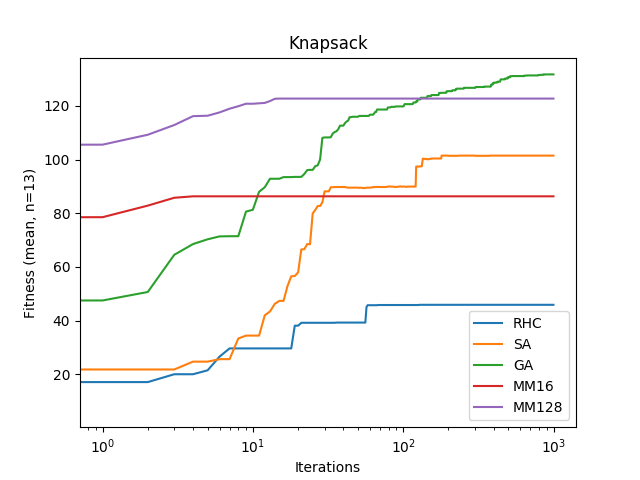 Knapsack
Fitness (mean, n=13)
120
100
80
60
40
20
RHC
SA
GA
MM16
MM128
10⁰ 10¹ 10² 10³
Iterations